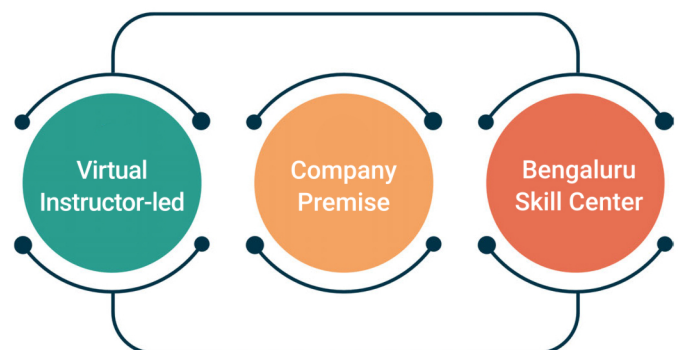 Virtual
Instructor-led
Company
Premise
Bengaluru
Skill Center